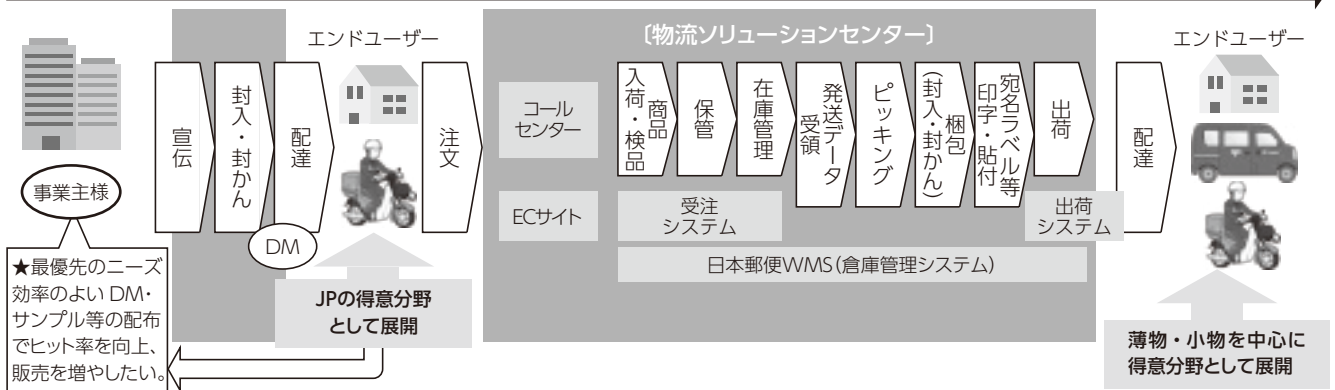 エンドユーザー
〔物流ソリューションセンター〕
エンドユーザー
宣伝
封入・封かん
配達
注文
コール
センター
商品
入荷・検品
保管
在庫管理
発送データ
受領
ピッキング
梱包
(封入・封かん)
宛名ラベル等
印字・貼付
出荷
配達
事業主様
DM
ECサイト
受注
システム
出荷
システム
日本郵便WMS(倉庫管理システム)
★最優先のニーズ
効率のよいDM・
サンプル等の配布
でヒット率を向上、
販売を増やしたい。
JPの得意分野
として展開
薄物・小物を中心に
得意分野として展開